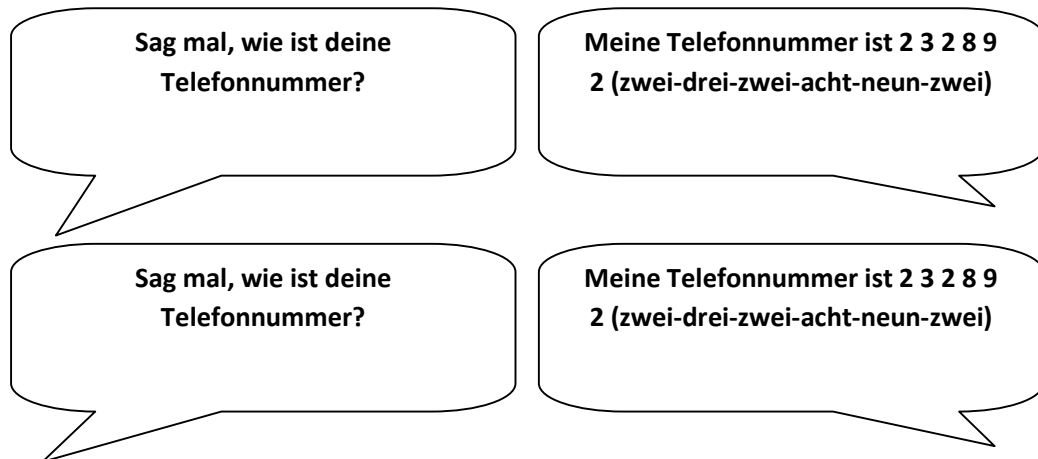 Sag mal, wie ist deine
Telefonnummer?
Meine Telefonnummer ist 2 3 2 8 9
2 (zwei-drei-zwei-acht-neun-zwei)
Sag mal, wie ist deine
Telefonnummer?
Meine Telefonnummer ist 2 3 2 8 9
2 (zwei-drei-zwei-acht-neun-zwei)